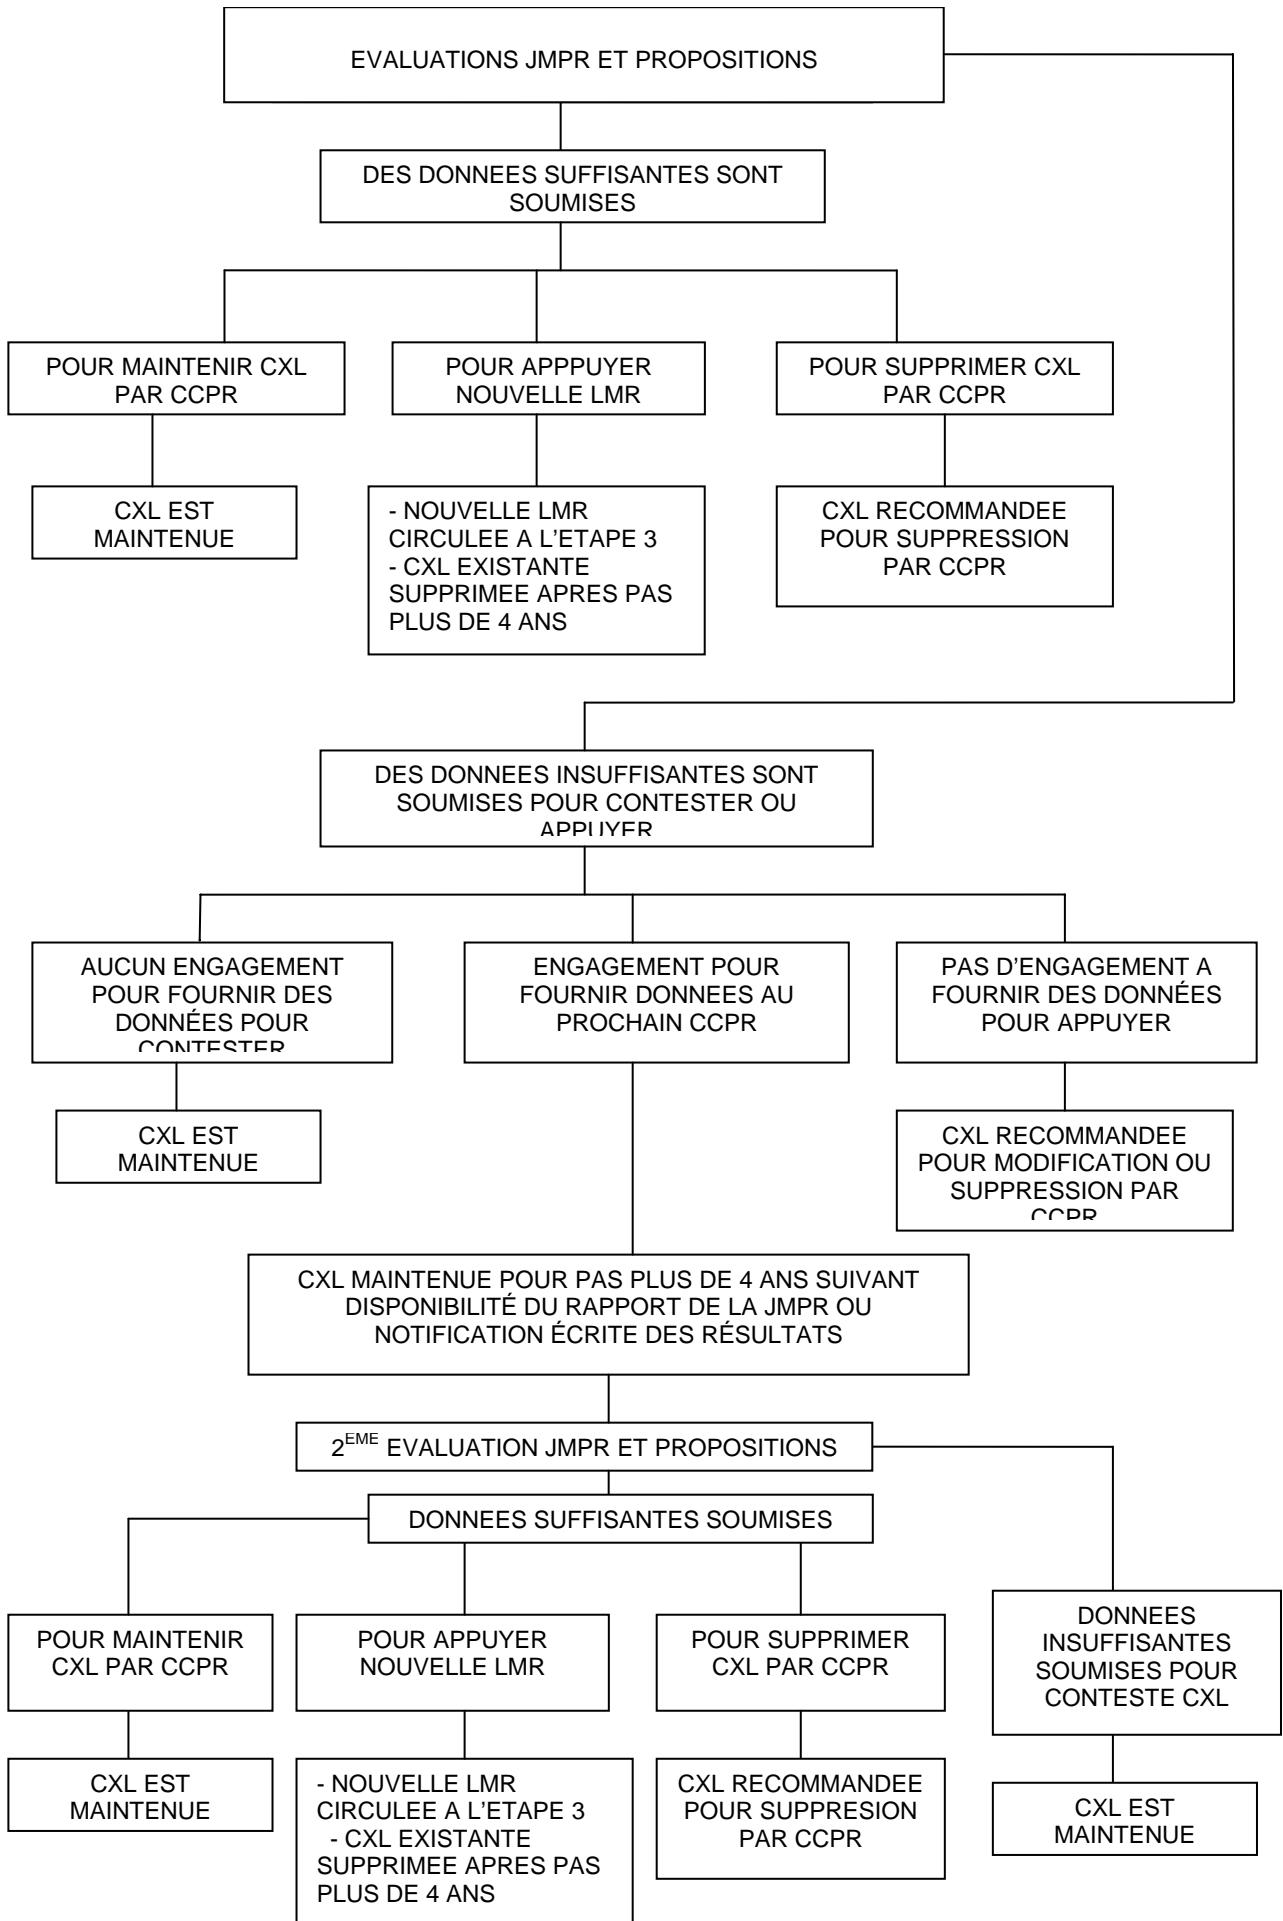 EVALUATIONS JMPR ET PROPOSITIONS
DES DONNEES SUFFISANTES SONT
SOUMISES
POUR MAINTENIR CXL
PAR CCPR
POUR APPPUYER
NOUVELLE LMR
POUR SUPPRIMER CXL
PAR CCPR
CXL EST
MAINTENUE
- NOUVELLE LMR
CIRCULEE A L'ETAPE 3
- CXL EXISTANTE
SUPPRIMEE APRES PAS
PLUS DE 4 ANS
CXL RECOMMANDEE
POUR SUPPRESSION
PAR CCPR
DES DONNEES INSUFFISANTES SONT
SOUMISES POUR CONTESTER OU
APPUYER
AUCUN ENGAGEMENT
POUR FOURNIR DES
DONNÉES POUR
CONTESTER
ENGAGEMENT POUR
FOURNIR DONNEES AU
PROCHAIN CCPR
PAS D'ENGAGEMENT A
FOURNIR DES DONNÉES
POUR APPUYER
CXL EST
MAINTENUE
CXL RECOMMANDEE
POUR MODIFICATION OU
SUPPRESSION PAR
CCPR
CXL MAINTENUE POUR PAS PLUS DE 4 ANS SUIVANT
DISPONIBILITÉ DU RAPPORT DE LA JMPR OU
NOTIFICATION ÉCRITE DES RÉSULTATS
2EME EVALUATION JMPR ET PROPOSITIONS
DONNEES SUFFISANTES SOUMISES
POUR MAINTENIR
CXL PAR CCPR
POUR APPUYER
NOUVELLE LMR
POUR SUPPRIMER
CXL PAR CCPR
DONNEES
INSUFFISANTES
SOUMISES POUR
CONTESTE CXL
CXL EST
MAINTENUE
- NOUVELLE LMR
CIRCULEE A L'ETAPE 3
- CXL EXISTANTE
SUPPRIMEE APRES PAS
PLUS DE 4 ANS
CXL RECOMMANDEE
POUR SUPPRESION
PAR CCPR
CXL EST
MAINTENUE